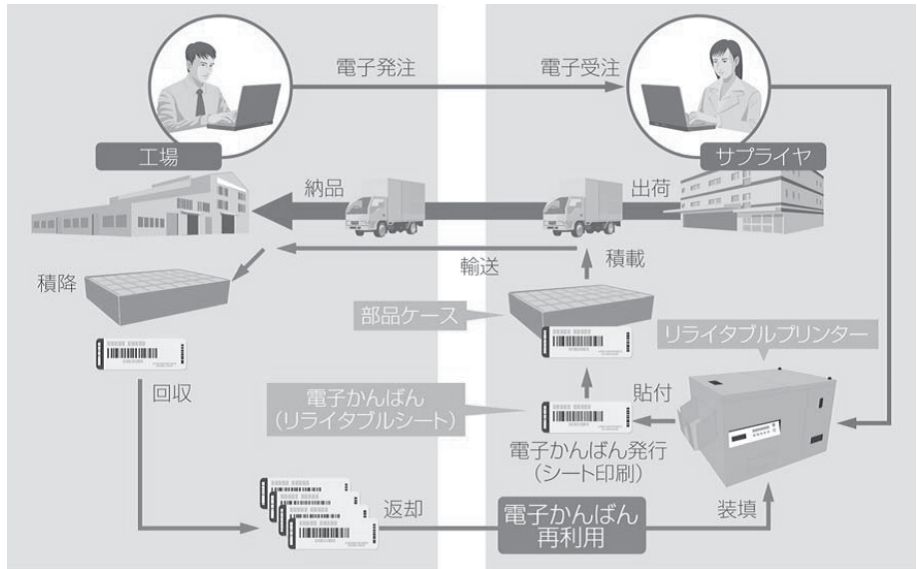 電子発注
電子受注
工場
サプライヤ
納品
出荷
輸送
積載
積降
部品ケース
リライタブルプリンター
回収
電子かんばん
(リライタブルシート)
貼付
電子かんばん発行
(シート印刷)
返却
電子かんばん
再利用
装填